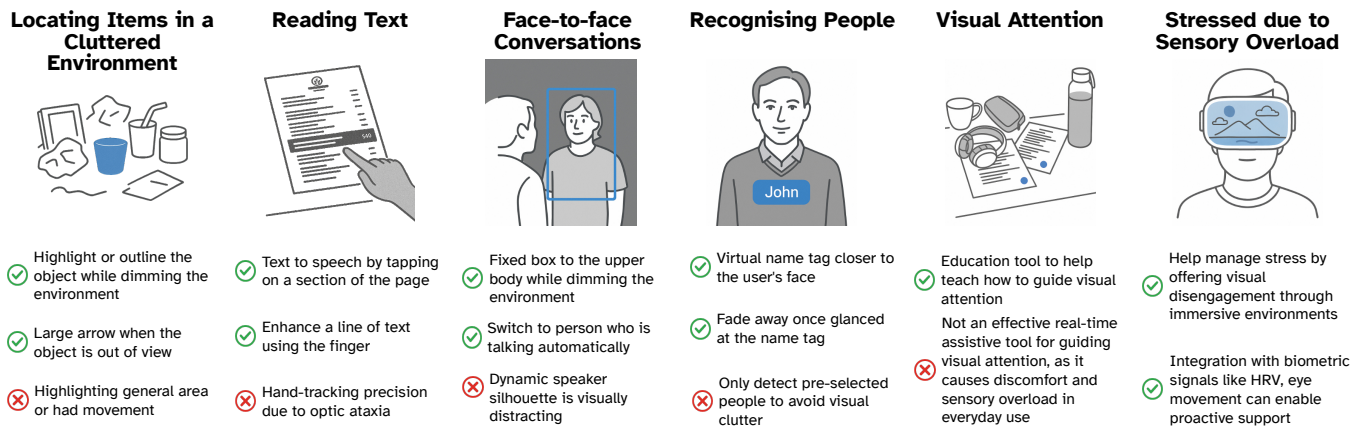 Locating Items in a
Cluttered
Environment
Highlight or outline the
object while dimming the
environment
Large arrow when the
object is out of view
Highlighting general area
or had movement
Reading Text
Text to speech by tapping
on a section of the page
Enhance a line of text
using the finger
Hand-tracking precision
due to optic ataxia
Face-to-face
Conversations
Fixed box to the upper
body while dimming the
environment
Switch to person who is
talking automatically
Dynamic speaker
silhouette is visually
distracting
Recognising People
John
Virtual name tag closer to
the user's face
Fade away once glanced
at the name tag
Only detect pre-selected
people to avoid visual
clutter
Visual Attention
Education tool to help
teach how to guide visual
attention
Not an effective real-time
assistive tool for guiding
visual attention, as it
causes discomfort and
sensory overload in
everyday use
Stressed due to
Sensory Overload
Help manage stress by
offering visual
disengagement through
immersive environments
Integration with biometric
signals like HRV, eye
movement can enable
proactive support